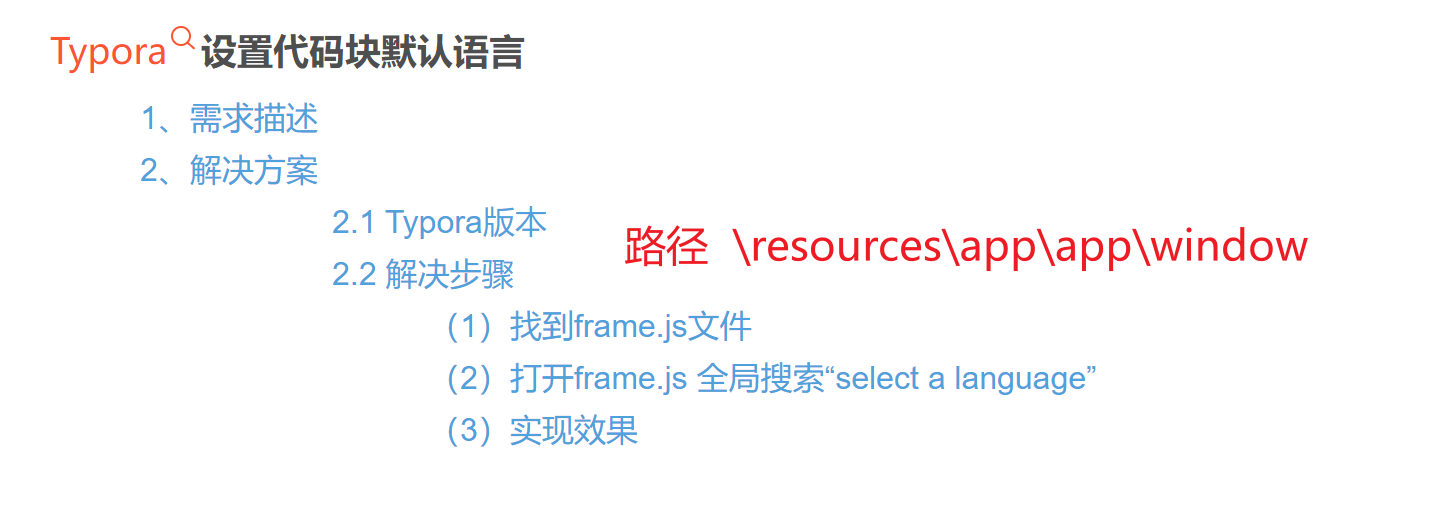 Typora设置代码块默认语言
1、需求描述
2、解决方案
2.1 Typora版本
路径 \resources\app\app\window
2.2 解决步骤
（1）找到frame.js文件
（2）打开frame.js 全局搜索“select a language”
（3）实现效果